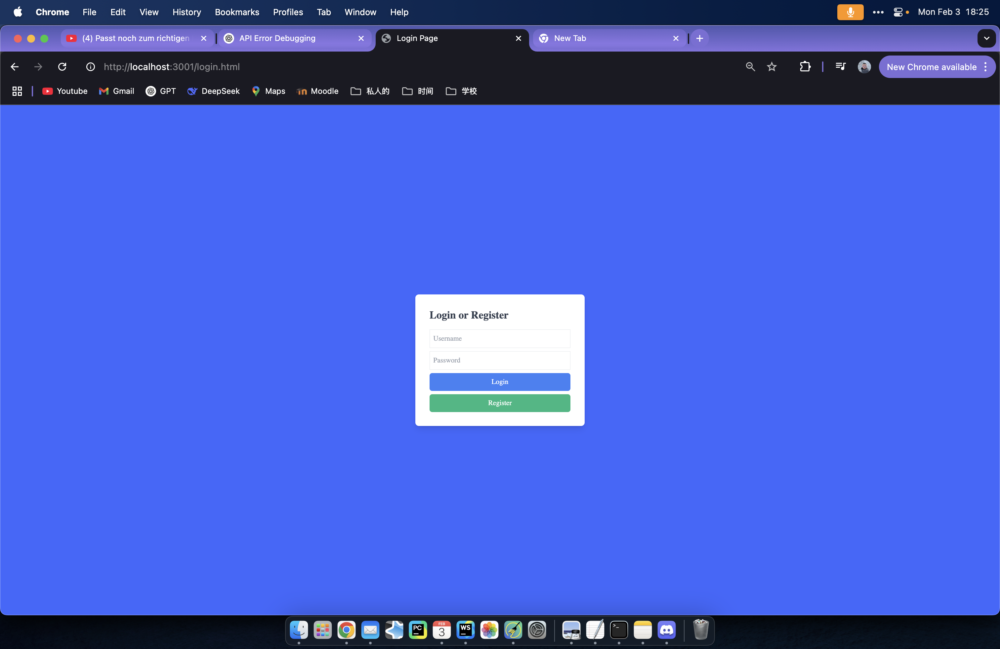 Chrome File Edit View History Bookmarks Profiles Tab Window Help Mon Feb 3 18:25
(4) Passt noch zum richtigen API Error Debugging Login Page New Tab
http://localhost:3001/login.html New Chrome available
Youtube Gmail GPT DeepSeek Maps Moodle 私人的 时间 学校
Login or Register
Username
Password
Login
Register
PC FEB 3 WS